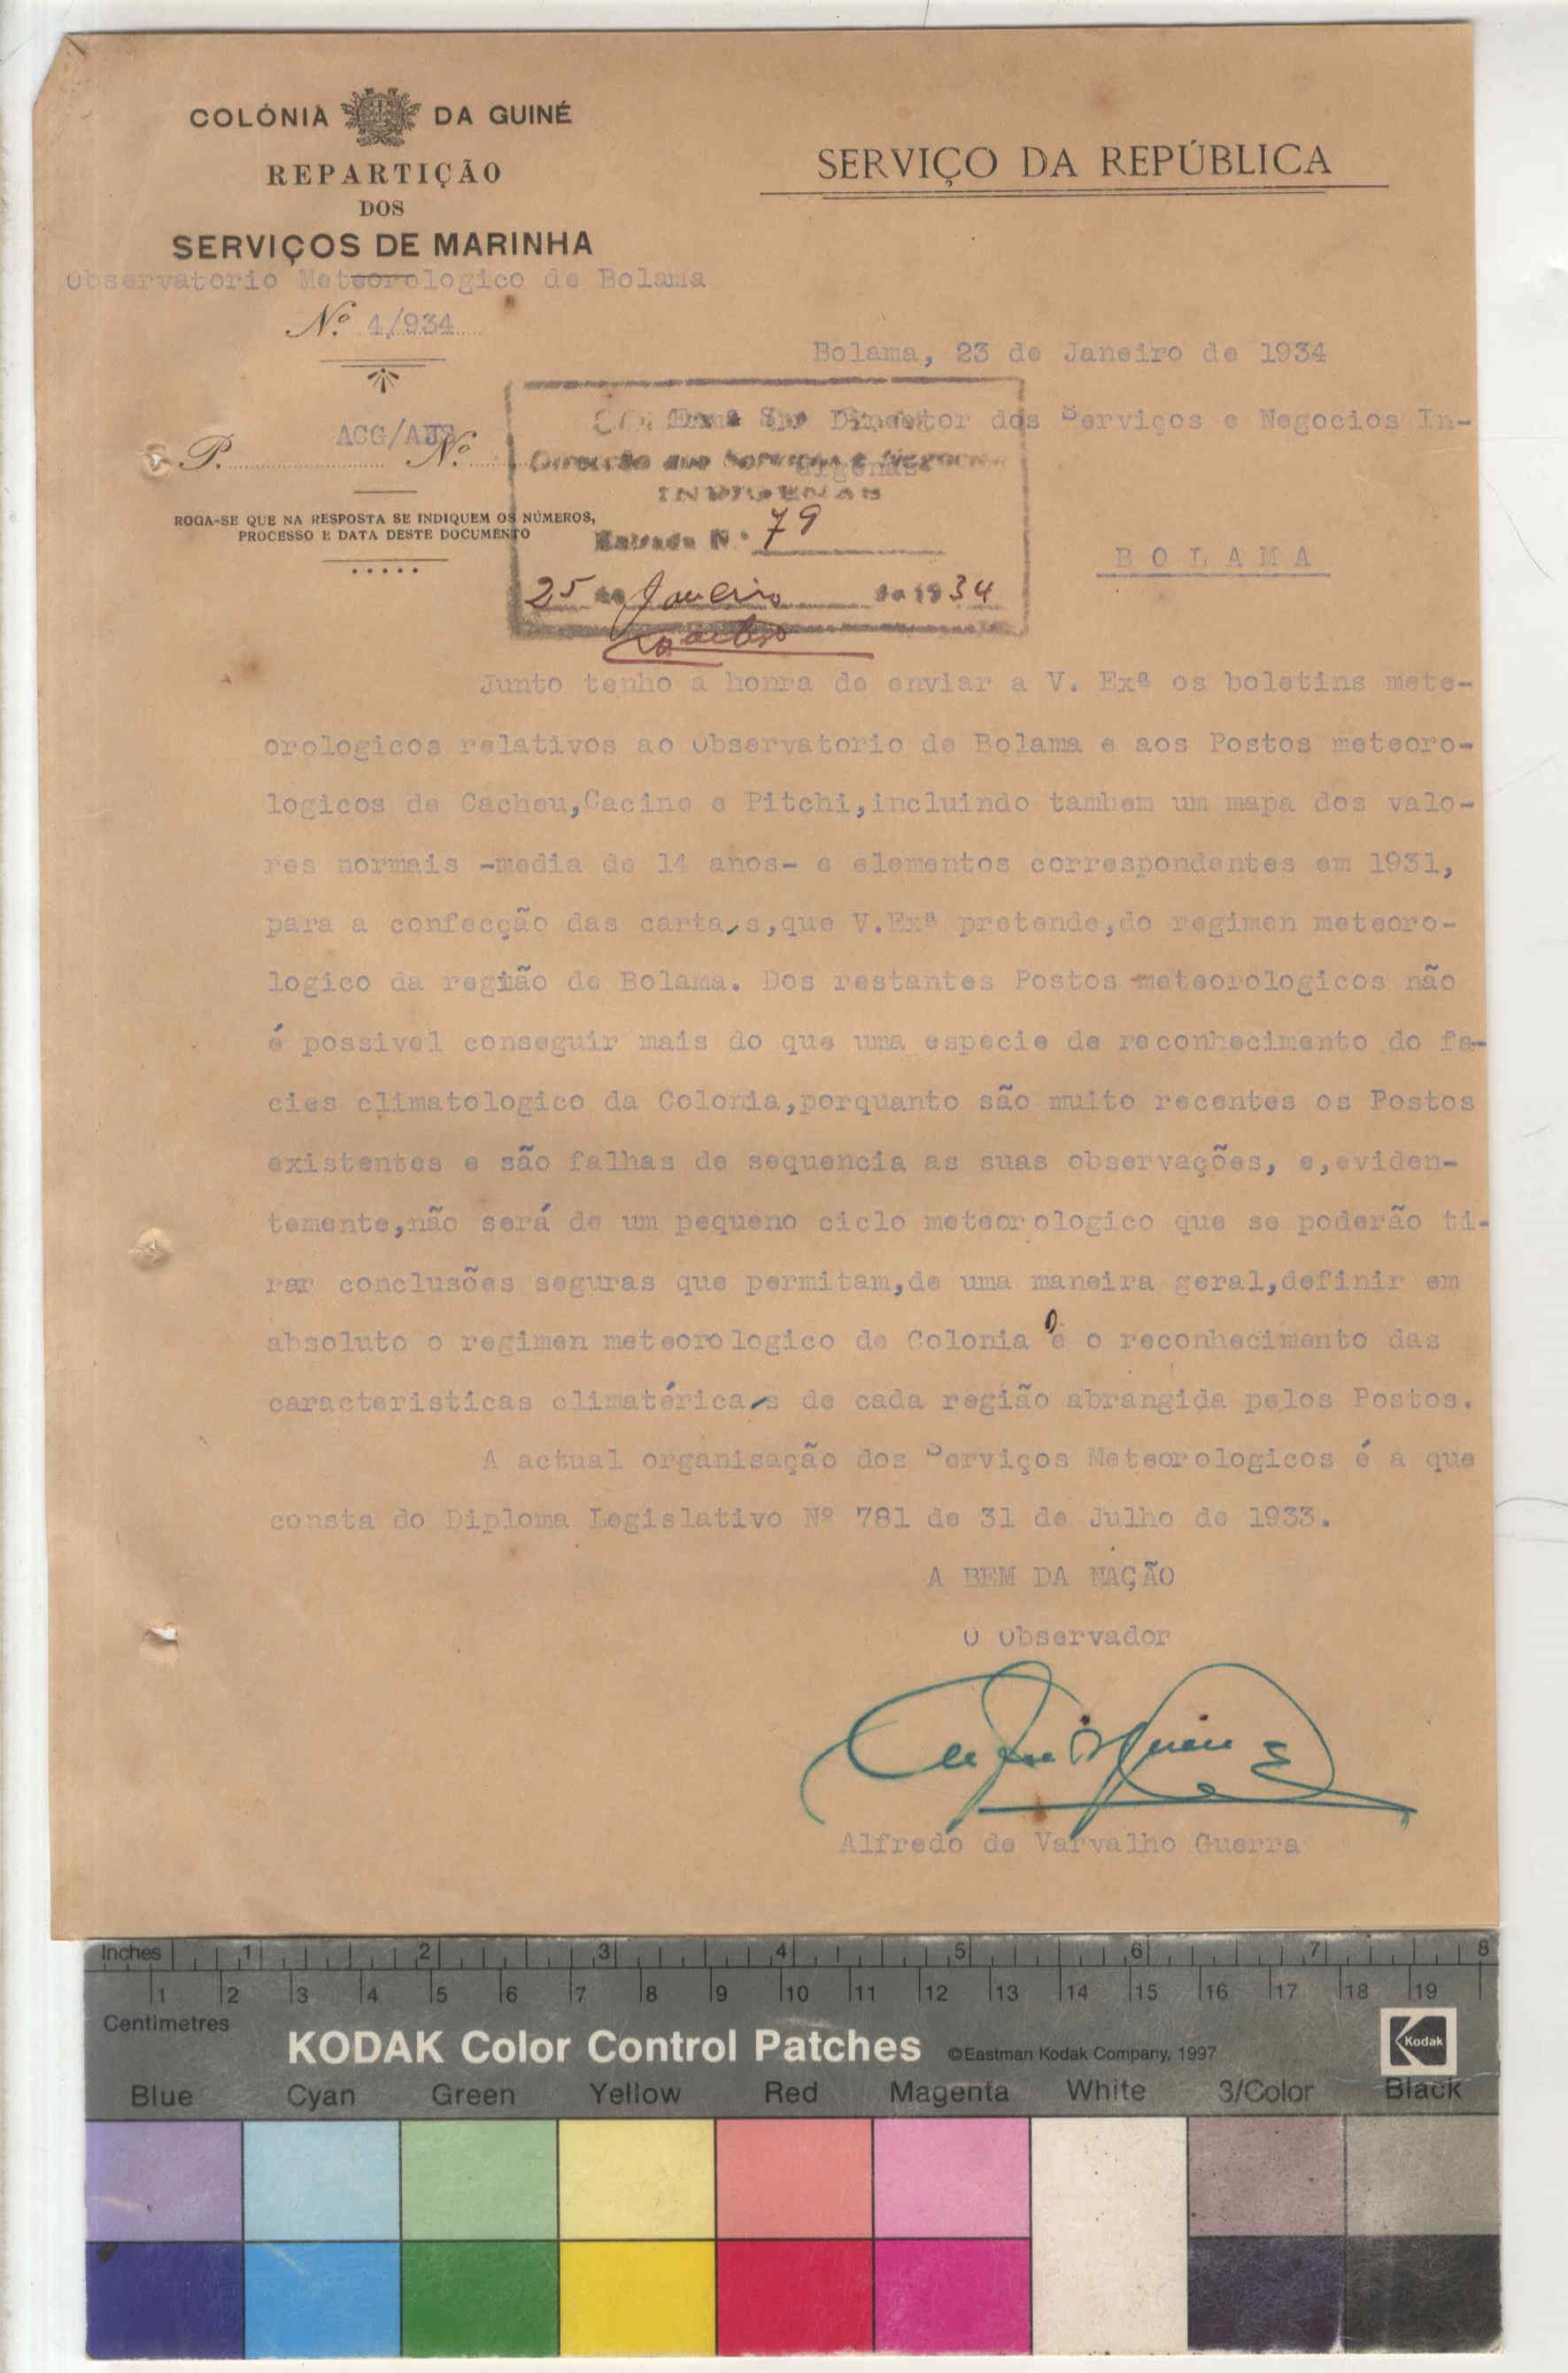 COLÓNIA DA GUINÉ
REPARTIÇÃO
DOS
SERVIÇOS DE MARINHA
Observatorio Meteorologico de Bolama
Nº 4/934
SERVIÇO DA REPÚBLICA
Bolama, 23 de Janeiro de 1934
Exmº Snr Director dos Serviços e Negocios In-
digenas
P. ACG/AJS Nº
ROGA-SE QUE NA RESPOSTA SE INDIQUEM OS NÚMEROS,
PROCESSO E DATA DESTE DOCUMENTO
Direcção dos Serviços e Negocios
INDIGENAS
Entrada N.º 79
25 de Janeiro de 1934
BOLAMA
Junto tenho a honra de enviar a V. Exª os boletins mete-
orologicos relativos ao Observatorio de Bolama e aos Postos meteoro-
logicos de Cacheu,Cacine e Pitchi,incluindo tambem um mapa dos valo-
res normais -media de 14 anos- e elementos correspondentes em 1931,
para a confecção das carta,s,que V.Exª pretende,do regimen meteoro-
logico da região de Bolama. Dos restantes Postos meteorologicos não
é possivel conseguir mais do que uma especie de reconhecimento do fa-
cies climatologico da Colonia,porquanto são muito recentes os Postos
existentes e são falhas de sequencia as suas observações, e,eviden-
temente,não será de um pequeno ciclo meteorologico que se poderão ti-
rar conclusões seguras que permitam,de uma maneira geral,definir em
absoluto o regimen meteorologico de Colonia e o reconhecimento das
caracteristicas climatérica,s de cada região abrangida pelos Postos.
A actual organisação dos Serviços Meteorologicos é a que
consta do Diploma Legislativo Nº 781 de 31 de Julho de 1933.
A BEM DA NAÇÃO
O Observador
Alfredo de Varvalho Guerra
Inches 1 2 3 4 5 6 7 8
1 2 3 4 5 6 7 8 9 10 11 12 13 14 15 16 17 18 19
Centimetres
KODAK Color Control Patches ©Eastman Kodak Company, 1997 Kodak
Blue Cyan Green Yellow Red Magenta White 3/Color Black